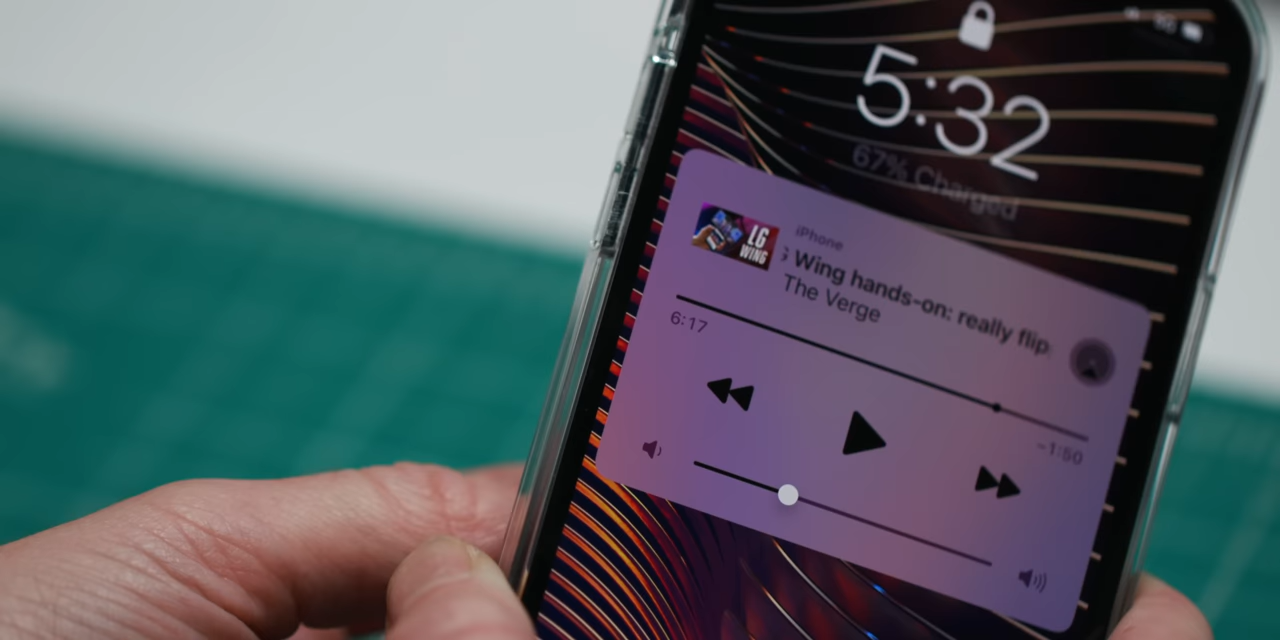 5:32
67% Charged
LG
WING
iPhone
Wing hands-on: really flip
The Verge
6:17
-1:50